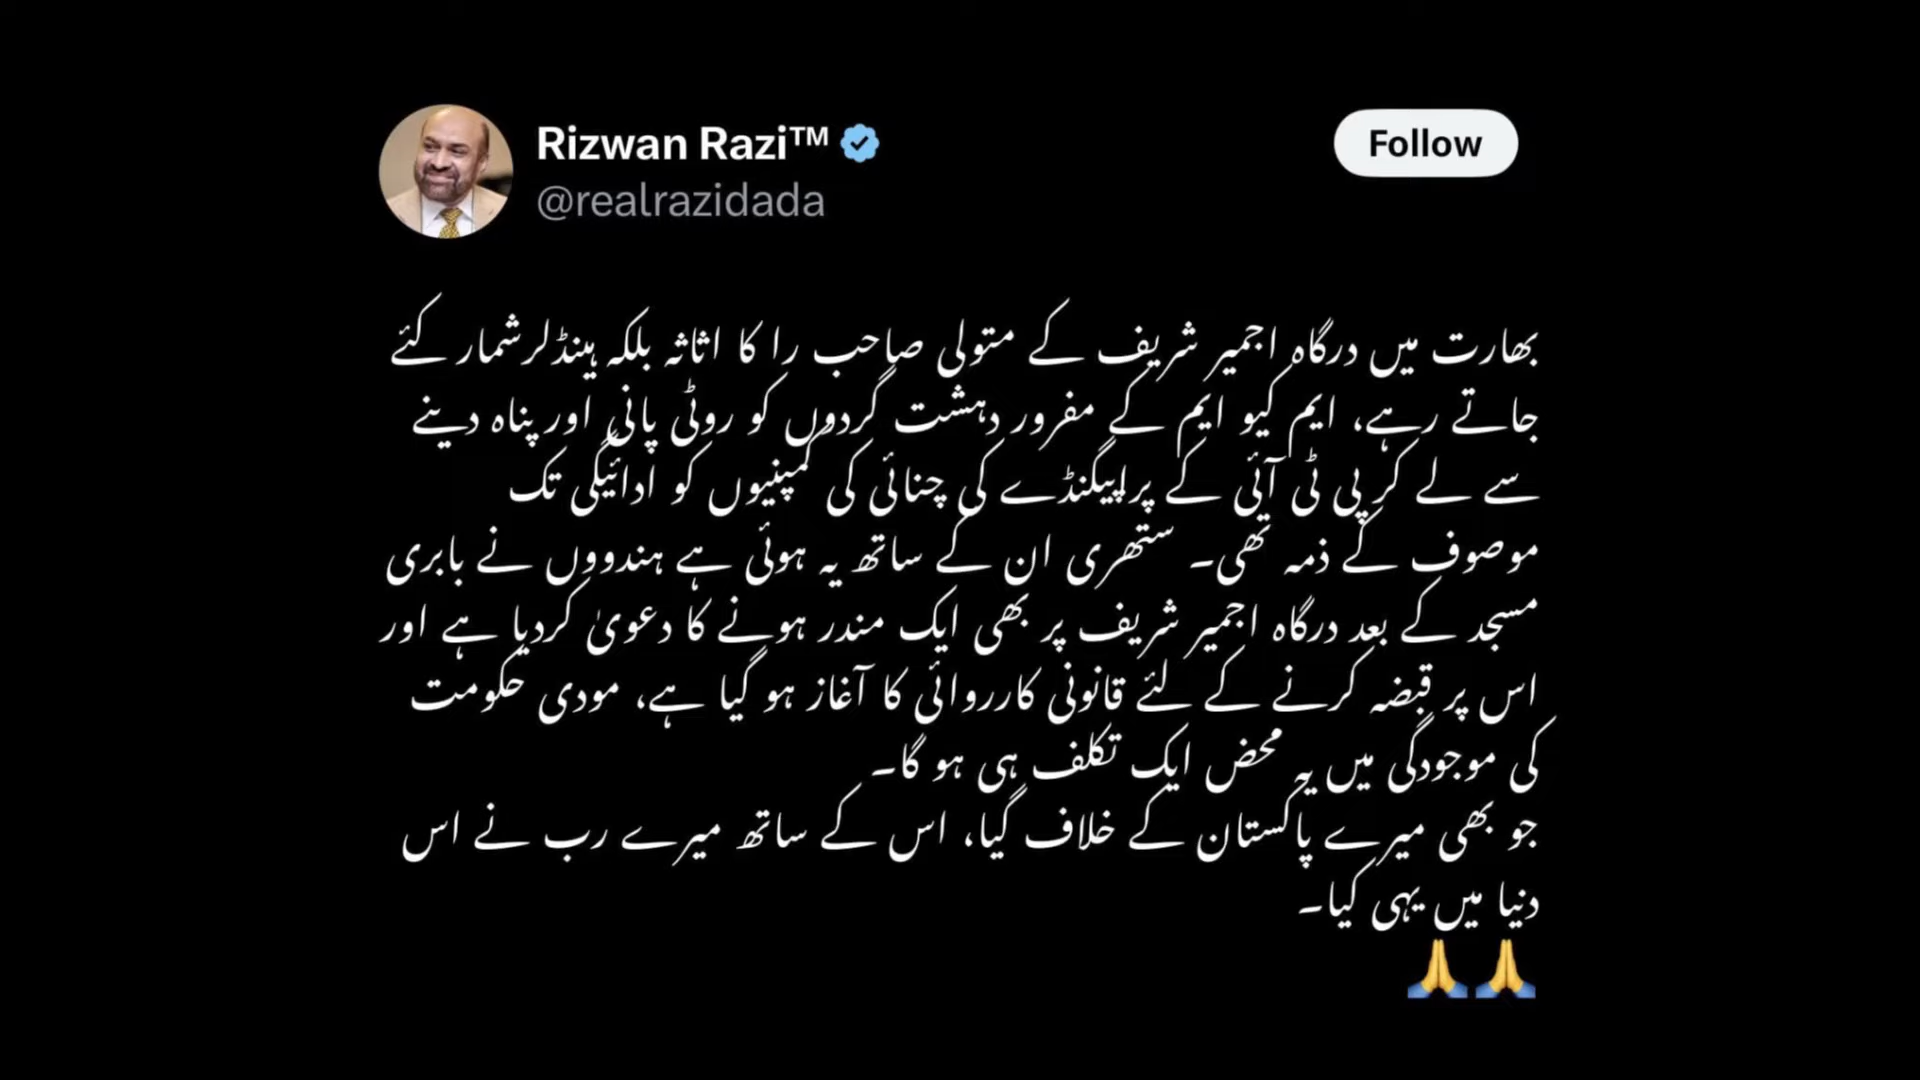 Rizwan Razi™
Follow
@realrazidada
بھارت میں درگاہ اجمیر شریف کے متولی صاحب را کا اثاثہ بلکہ ہینڈلر شمار کئے
جاتے رہے، ایم کیو ایم کے مفرور دہشت گردوں کو روٹی پانی اور پناہ دینے
سے لے کر پی ٹی آئی کے پراپیگنڈے کی چنائی کی کمپنیوں کو ادائیگی تک
موصوف کے ذمہ تھی۔ ستھری ان کے ساتھ یہ ہوئی ہے ہندووں نے بابری
مسجد کے بعد درگاہ اجمیر شریف پر بھی ایک مندر ہونے کا دعویٰ کردیا ہے اور
اس پر قبضہ کرنے کے لئے قانونی کارروائی کا آغاز ہو گیا ہے، مودی حکومت
کی موجودگی میں یہ محض ایک تکلف ہی ہو گا۔
جو بھی میرے پاکستان کے خلاف گیا، اس کے ساتھ میرے رب نے اس
دنیا میں یہی کیا۔
🙏🙏